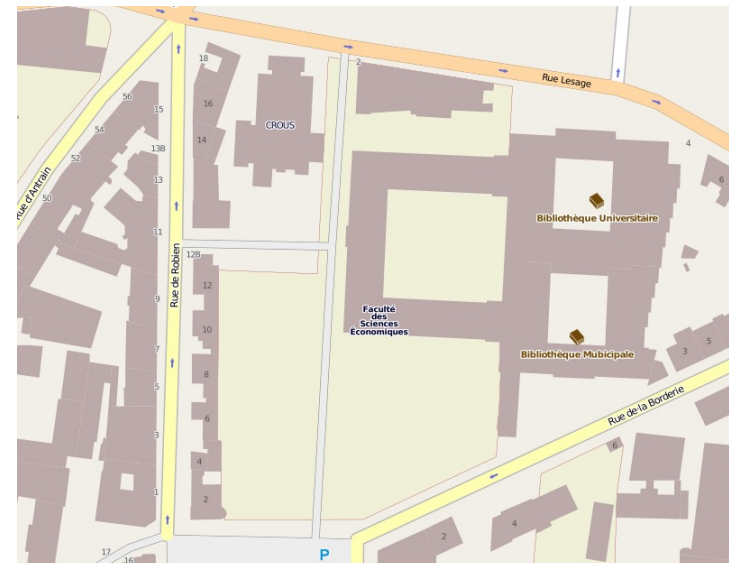 Rue Lesage
2
18
16
14
CROUS
4
6
56
54
52
50
Rue d'Antrain
15
13B
13
11
9
7
5
3
1
Rue de Robien
12B
12
10
8
6
4
2
Bibliothèque Universitaire
Faculté
des
Sciences
Économiques
Bibliothèque Mubicipale
3
5
Rue de la Borderie
6
4
2
17
16
P